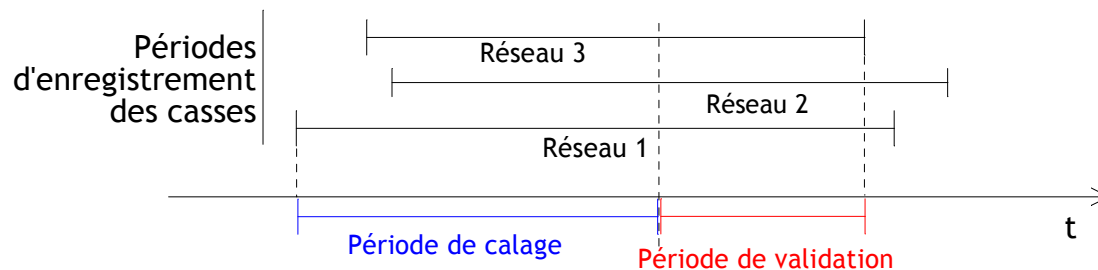 Périodes
d'enregistrement
des casses
Réseau 3
Réseau 2
Réseau 1
t
Période de calage
Période de validation